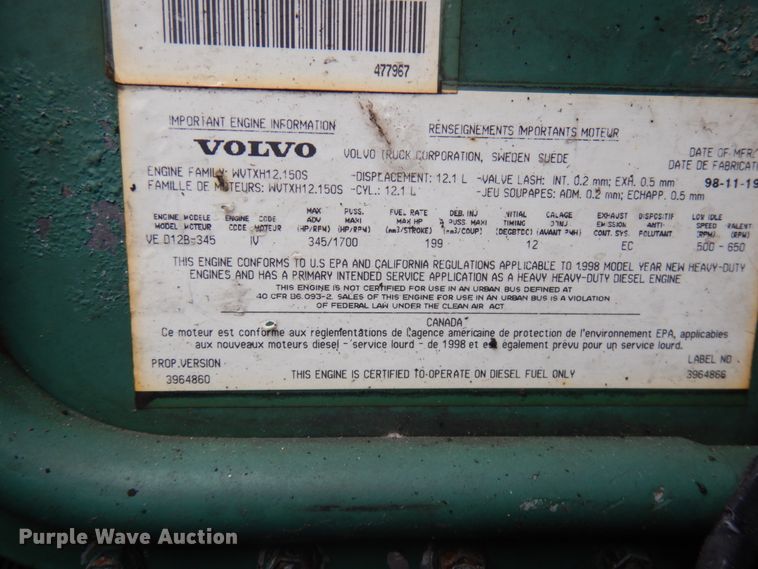 477967
IMPORTANT ENGINE INFORMATION
RENSEIGNEMENTS IMPORTANTS MOTEUR
VOLVO
VOLVO TRUCK CORPORATION, SWEDEN SUEDE
DATE OF MFR/
DATE DE FABRICAT
ENGINE FAMILY: WVTXH12.150S -DISPLACEMENT: 12.1 L -VALVE LASH: INT. 0.2 mm; EXH. 0.5 mm
FAMILLE DE MOTEURS: WVTXH12.150S -CYL.: 12.1 L -JEU SOUPAPES: ADM. 0.2 mm; ECHAPP. 0.5 mm
98-11-19
ENGINE MODELE ENGINE CODE MAX PUSS. FUEL RATE DEB. INJ INITIAL CALAGE EXHAUST DISPOSITIF LOW IDLE
MODEL MOTEUR CODE MOTEUR ADV MAXI MAX HP PUSS MAXI TIMING D'INJ. EMISSION ANTI- SPEED RALENTI
(HP/RPM) (HP/RPM) (mm3/STROKE) (mm3/COUP) (DEGBTDC) (AVANT PMH) CONT. SYS. POLLUTANT (RPM) (RPM)
VE D12B-345 IV 345/1700 199 12 EC 500 - 650
THIS ENGINE CONFORMS TO U.S EPA AND CALIFORNIA REGULATIONS APPLICABLE TO 1998 MODEL YEAR NEW HEAVY-DUTY
ENGINES AND HAS A PRIMARY INTENDED SERVICE APPLICATION AS A HEAVY HEAVY-DUTY DIESEL ENGINE
THIS ENGINE IS NOT CERTIFIED FOR USE IN AN URBAN BUS DEFINED AT
40 CFR 86.093-2. SALES OF THIS ENGINE FOR USE IN AN URBAN BUS IS A VIOLATION
OF FEDERAL LAW UNDER THE CLEAN AIR ACT.
CANADA
Ce moteur est conforme aux réglementations de l'agence américaine de protection de l'environnement EPA, applicables
aux nouveaux moteurs diesel - service lourd - de 1998 et est également prévu pour un service lourd.
PROP.VERSION
3964860
THIS ENGINE IS CERTIFIED TO OPERATE ON DIESEL FUEL ONLY
LABEL NO
3964866
Purple Wave Auction